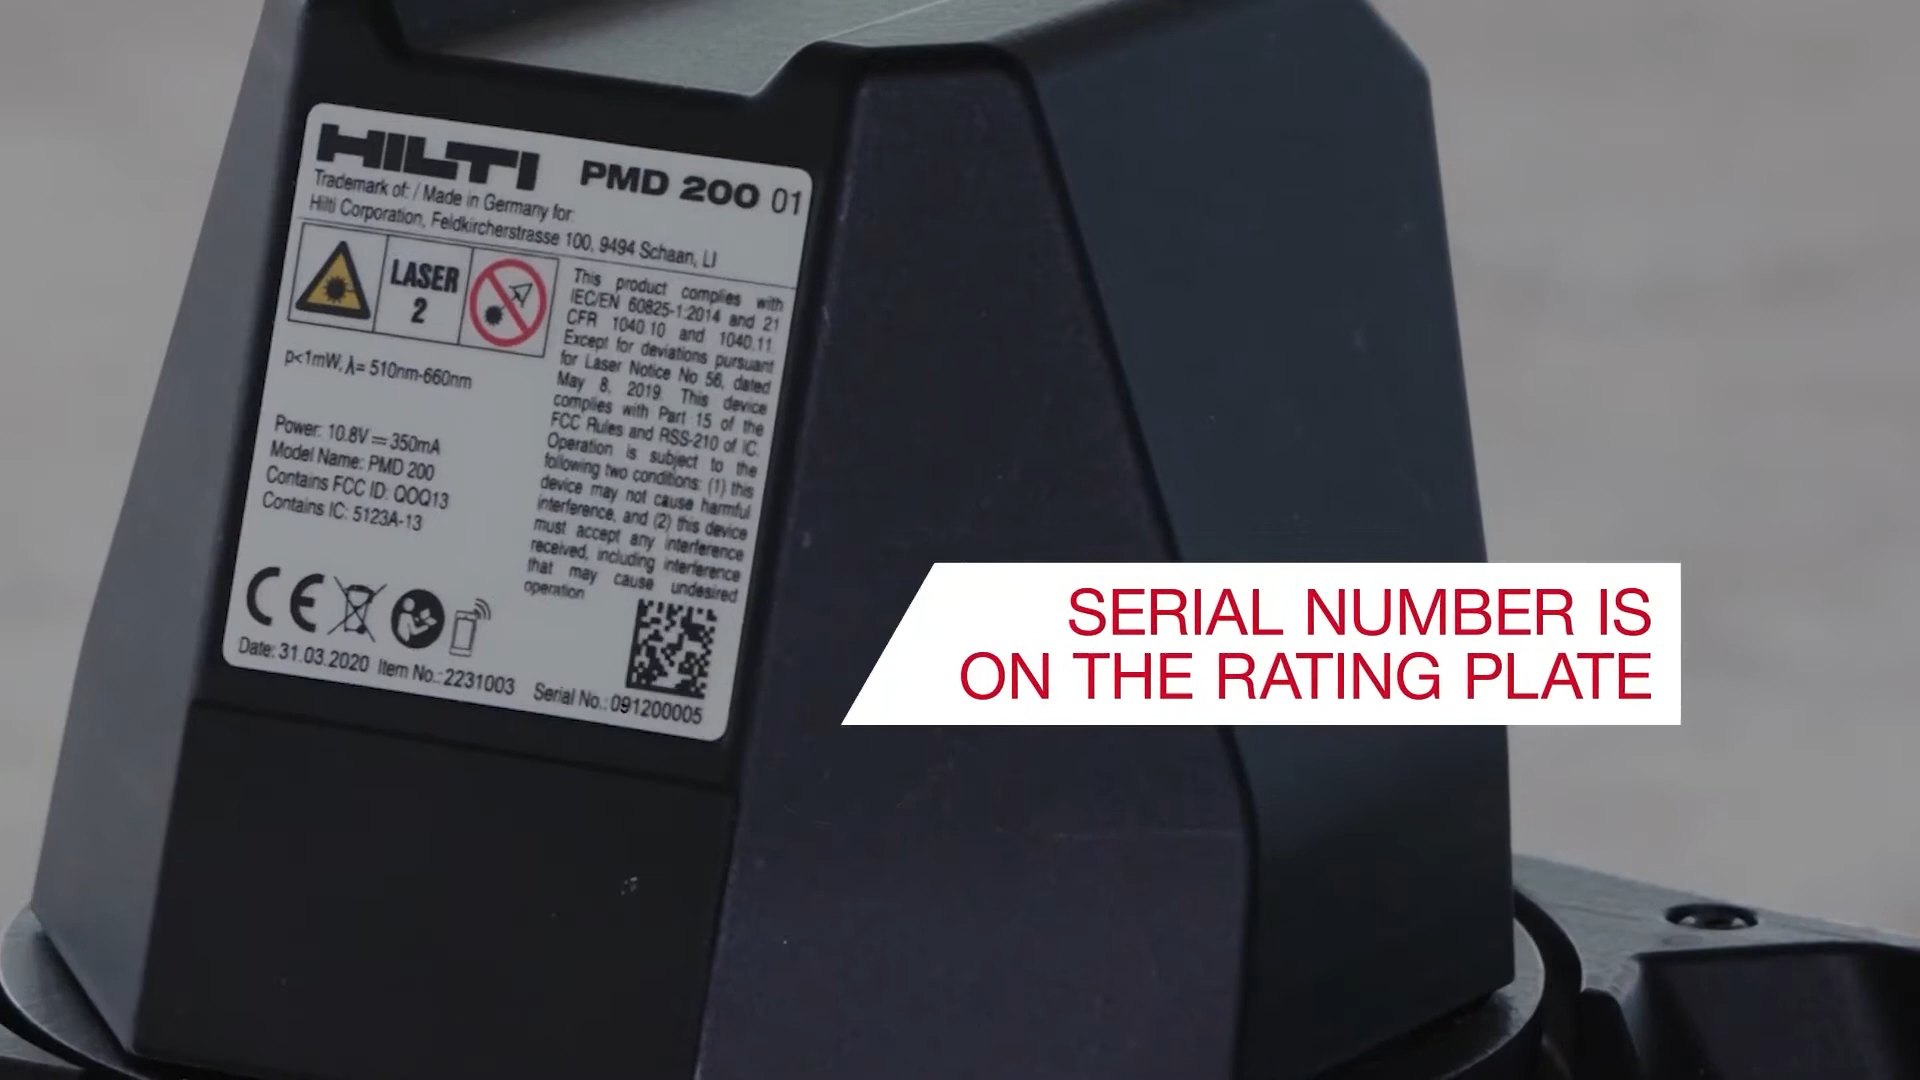 HILTI PMD 200 01
Trademark of: / Made in Germany for:
Hilti Corporation, Feldkircherstrasse 100, 9494 Schaan, LI
LASER
2
p<1mW, λ= 510nm-660nm
Power: 10.8V ⎓ 350mA
Model Name: PMD 200
Contains FCC ID: QOQ13
Contains IC: 5123A-13
This product complies with
IEC/EN 60825-1:2014 and 21
CFR 1040.10 and 1040.11.
Except for deviations pursuant
for Laser Notice No 56, dated
May 8, 2019. This device
complies with Part 15 of the
FCC Rules and RSS-210 of IC.
Operation is subject to the
following two conditions: (1) this
device may not cause harmful
interference, and (2) this device
must accept any interference
received, including interference
that may cause undesired
operation
CE
Date: 31.03.2020 Item No.: 2231003 Serial No.: 091200005
SERIAL NUMBER IS
ON THE RATING PLATE